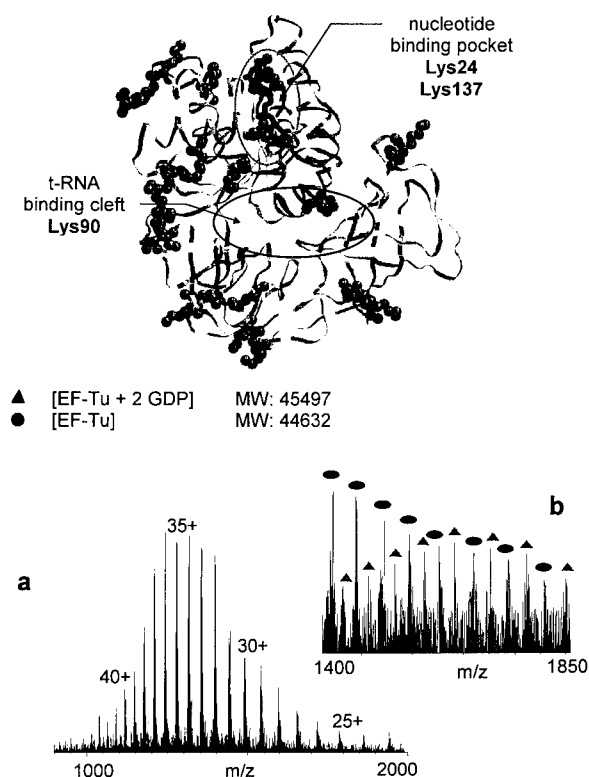 nucleotide
binding pocket
Lys24
Lys137
t-RNA
binding cleft
Lys90
[EF-Tu + 2 GDP] MW: 45497
[EF-Tu] MW: 44632
a
35+
40+
30+
25+
1000 m/z 2000
b
1400 m/z 1850